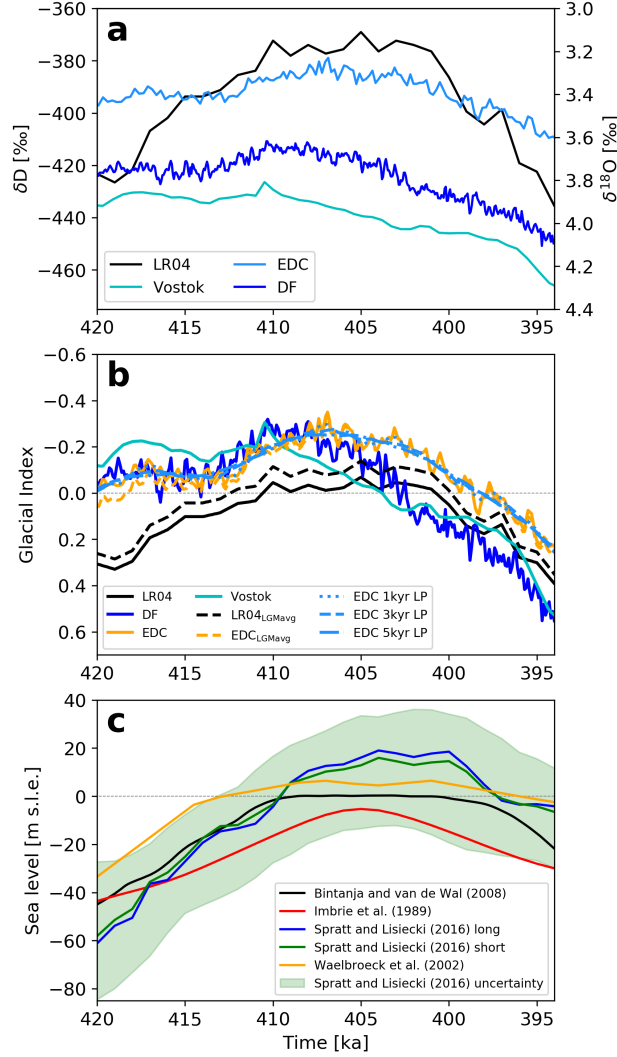 a
−360
−380
−400
−420
−440
−460
δD [‰]
3.0
3.2
3.4
3.6
3.8
4.0
4.2
4.4
δ18O [‰]
LR04
Vostok
EDC
DF
420 415 410 405 400 395
b
−0.6
−0.4
−0.2
0.0
0.2
0.4
0.6
Glacial Index
LR04
DF
EDC
Vostok
LR04LGMavg
EDCLGMavg
EDC 1kyr LP
EDC 3kyr LP
EDC 5kyr LP
420 415 410 405 400 395
c
40
20
0
−20
−40
−60
−80
Sea level [m s.l.e.]
Bintanja and van de Wal (2008)
Imbrie et al. (1989)
Spratt and Lisiecki (2016) long
Spratt and Lisiecki (2016) short
Waelbroeck et al. (2002)
Spratt and Lisiecki (2016) uncertainty
420 415 410 405 400 395
Time [ka]